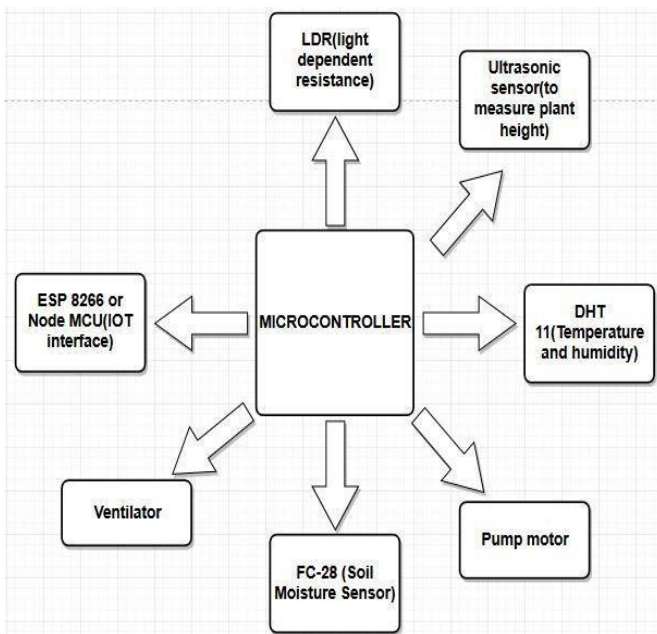 LDR(light
dependent
resistance)
Ultrasonic
sensor(to
measure plant
height)
ESP 8266 or
Node MCU(IOT
interface)
MICROCONTROLLER
DHT
11(Temperature
and humidity)
Ventilator
FC-28 (Soil
Moisture Sensor)
Pump motor